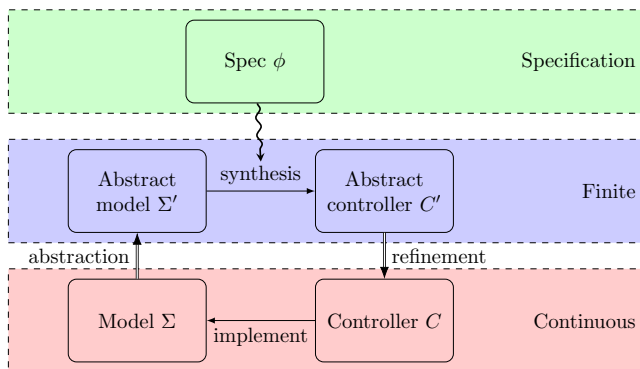 Spec ϕ
Specification
synthesis
Abstract
model Σ′
Abstract
controller C′
Finite
abstraction
refinement
Model Σ
implement
Controller C
Continuous